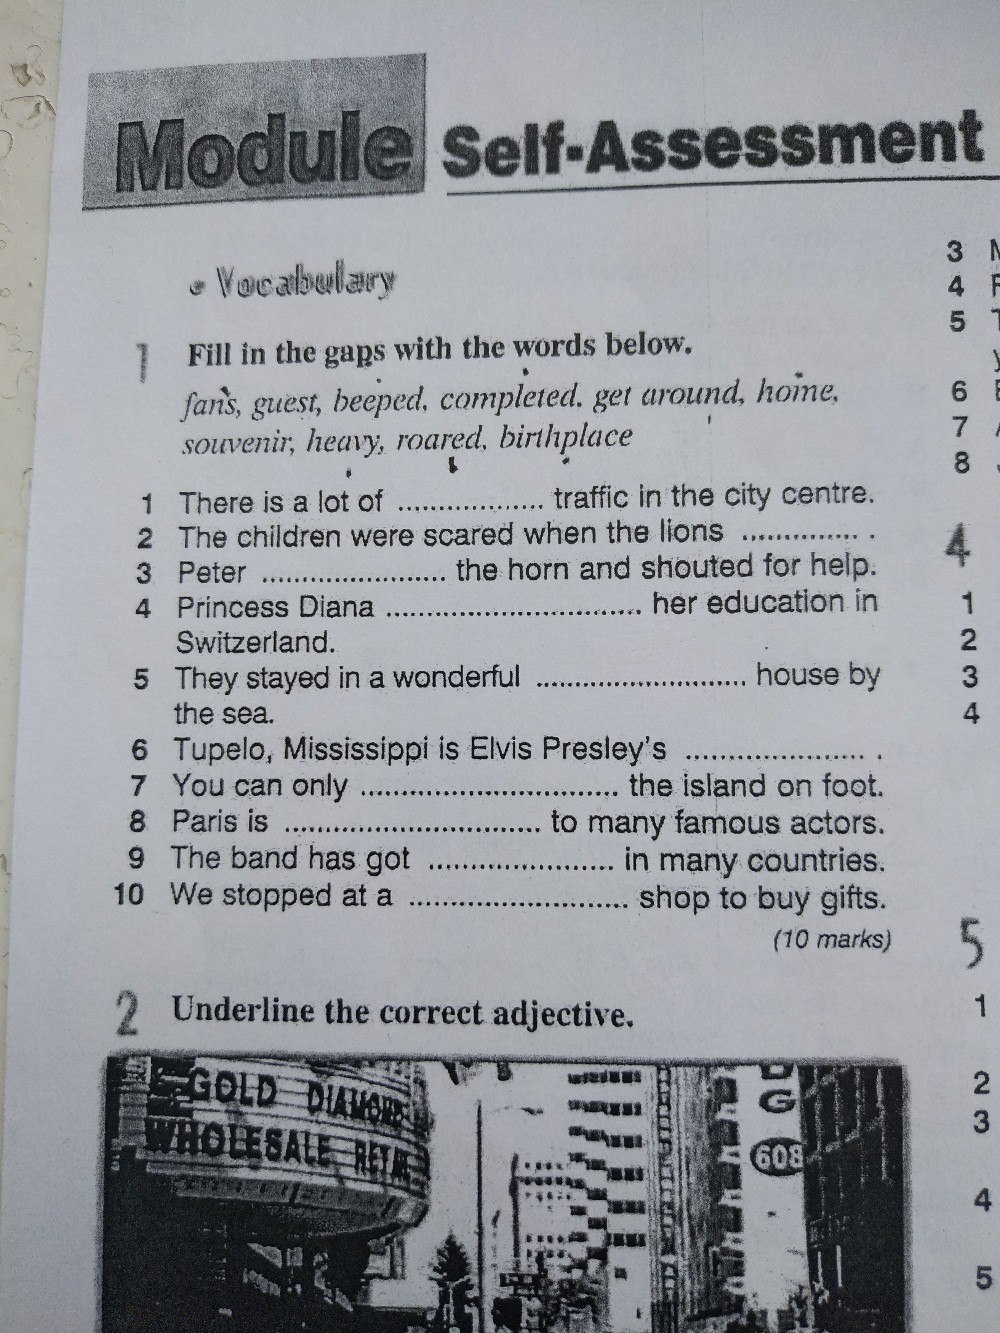 Module Self-Assessment
• Vocabulary
1 Fill in the gaps with the words below.
fans, guest, beeped, completed, get around, home,
souvenir, heavy, roared, birthplace
1 There is a lot of .................. traffic in the city centre.
2 The children were scared when the lions .............. .
3 Peter ....................... the horn and shouted for help.
4 Princess Diana ................................ her education in
Switzerland.
5 They stayed in a wonderful .......................... house by
the sea.
6 Tupelo, Mississippi is Elvis Presley's ...................... .
7 You can only ................................ the island on foot.
8 Paris is ................................ to many famous actors.
9 The band has got ....................... in many countries.
10 We stopped at a ........................... shop to buy gifts.
(10 marks)
2 Underline the correct adjective.
GOLD DIAMOND
WHOLESALE RETAIL
G
608
3
4
5
6
7
8
4
1
2
3
4
5
1
2
3
4
5